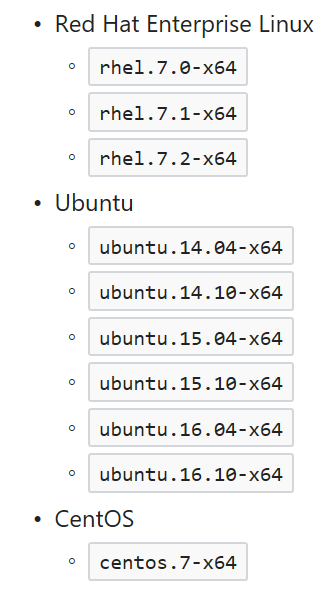 Red Hat Enterprise Linux
rhel.7.0-x64
rhel.7.1-x64
rhel.7.2-x64
Ubuntu
ubuntu.14.04-x64
ubuntu.14.10-x64
ubuntu.15.04-x64
ubuntu.15.10-x64
ubuntu.16.04-x64
ubuntu.16.10-x64
CentOS
centos.7-x64